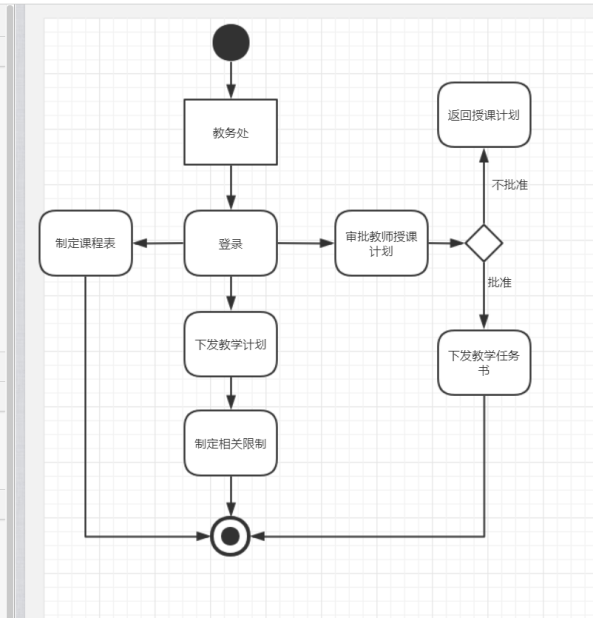 教务处
返回授课计划
不批准
制定课程表
登录
审批教师授课
计划
批准
下发教学计划
下发教学任务
书
制定相关限制